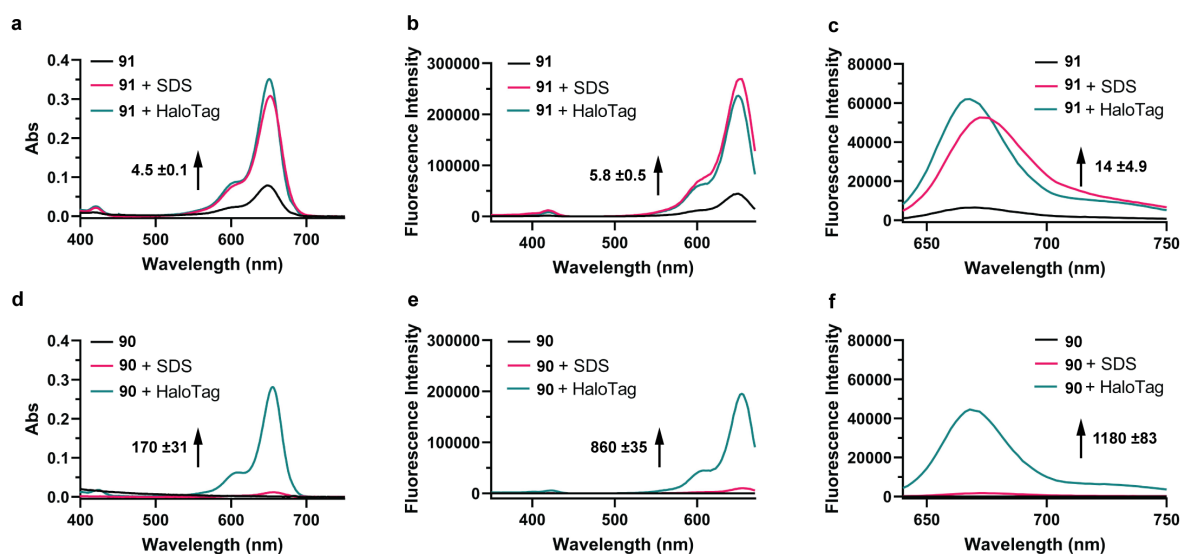 a
91
91 + SDS
91 + HaloTag
4.5 ±0.1
Abs
0.4
0.3
0.2
0.1
0.0
400
500
600
700
Wavelength (nm)
b
91
91 + SDS
91 + HaloTag
5.8 ±0.5
Fluorescence Intensity
300000
200000
100000
0
400
500
600
Wavelength (nm)
c
91
91 + SDS
91 + HaloTag
14 ±4.9
Fluorescence Intensity
80000
60000
40000
20000
0
650
700
750
Wavelength (nm)
d
90
90 + SDS
90 + HaloTag
170 ±31
Abs
0.4
0.3
0.2
0.1
0.0
400
500
600
700
Wavelength (nm)
e
90
90 + SDS
90 + HaloTag
860 ±35
Fluorescence Intensity
300000
200000
100000
0
400
500
600
Wavelength (nm)
f
90
90 + SDS
90 + HaloTag
1180 ±83
Fluorescence Intensity
80000
60000
40000
20000
0
650
700
750
Wavelength (nm)